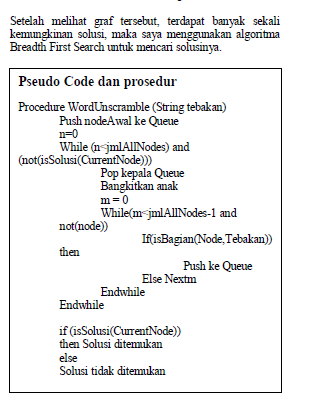 Setelah melihat graf tersebut, terdapat banyak sekali
kemungkinan solusi, maka saya menggunakan algoritma
Breadth First Search untuk mencari solusinya.
Pseudo Code dan prosedur
Procedure WordUnscramble (String tebakan)
Push nodeAwal ke Queue
n=0
While (n<jmlAllNodes) and
(not(isSolusi(CurrentNode)))
Pop kepala Queue
Bangkitkan anak
m = 0
While(m<jmlAllNodes-1 and
not(node))
If(isBagian(Node,Tebakan))
then
Push ke Queue
Else Nextm
Endwhile
Endwhile
if (isSolusi(CurrentNode))
then Solusi ditemukan
else
Solusi tidak ditemukan